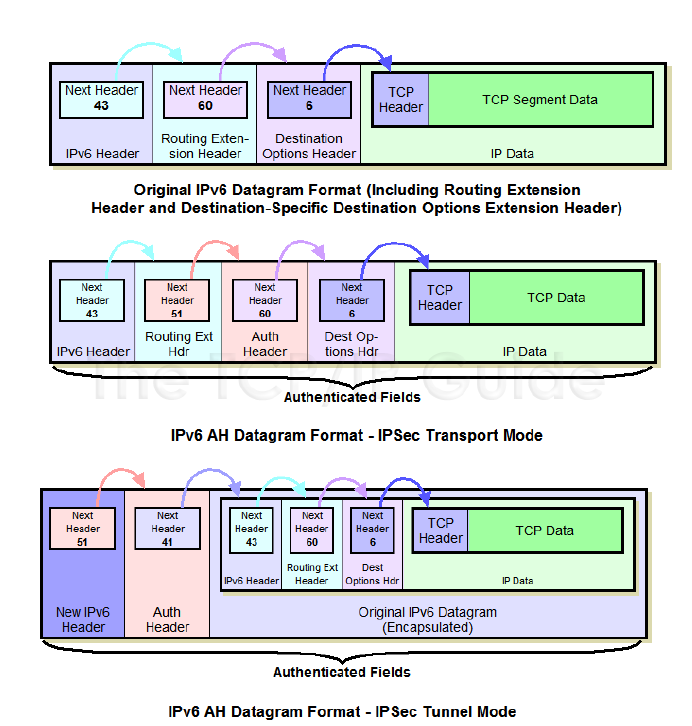 Next Header
43
Next Header
60
Next Header
6
TCP
Header
TCP Segment Data
IPv6 Header
Routing Exten-
sion Header
Destination
Options Header
IP Data
Original IPv6 Datagram Format (Including Routing Extension
Header and Destination-Specific Destination Options Extension Header)
Next
Header
43
Next
Header
51
Next
Header
60
Next
Header
6
TCP
Header
TCP Data
IPv6 Header
Routing Ext
Hdr
Auth
Header
Dest Op-
tions Hdr
IP Data
The TCP/IP Guide
Authenticated Fields
IPv6 AH Datagram Format - IPSec Transport Mode
Next
Header
51
Next
Header
41
Next
Header
43
Next
Header
60
Next
Header
6
TCP
Header
TCP Data
IPv6 Header
Routing Ext
Header
Dest
Options Hdr
IP Data
New IPv6
Header
Auth
Header
Original IPv6 Datagram
(Encapsulated)
Authenticated Fields
IPv6 AH Datagram Format - IPSec Tunnel Mode